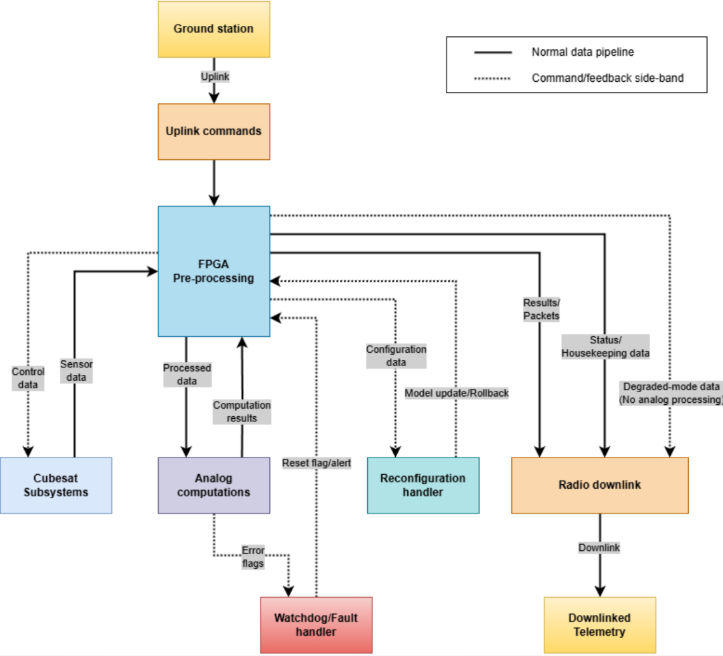 Ground station
Normal data pipeline
Command/feedback side-band
Uplink
Uplink commands
FPGA
Pre-processing
Results/
Packets
Status/
Housekeeping data
Control
data
Sensor
data
Processed
data
Configuration
data
Computation
results
Model update/Rollback
Degraded-mode data
(No analog processing)
Reset flag/alert
Cubesat
Subsystems
Analog
computations
Reconfiguration
handler
Radio downlink
Error
flags
Downlink
Watchdog/Fault
handler
Downlinked
Telemetry